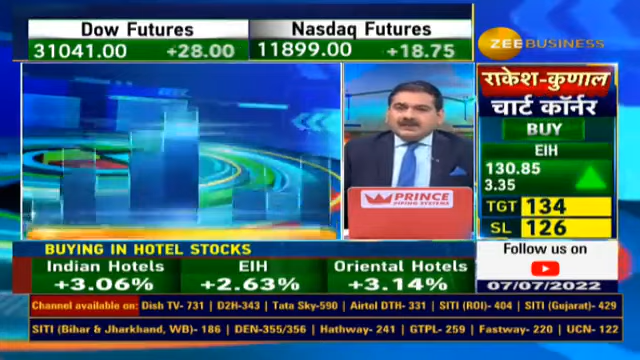 Dow Futures
31041.00 +28.00
Nasdaq Futures
11899.00 +18.75
ZEE BUSINESS
राकेश-कुणाल
चार्ट कॉर्नर
BUY
EIH
130.85
3.35
TGT 134
SL 126
PRINCE
PIPING SYSTEMS
BUYING IN HOTEL STOCKS
Indian Hotels
+3.06%
EIH
+2.63%
Oriental Hotels
+3.14%
Follow us on
07/07/2022
Channel available on: Dish TV- 731 | D2H-343 | Tata Sky-590 | Airtel DTH- 331 | SITI (ROI)- 404 | SITI (Gujarat)- 429
SITI (Bihar & Jharkhand, WB)- 186 | DEN-355/356 | Hathway- 241 | GTPL- 259 | Fastway- 220 | UCN- 122